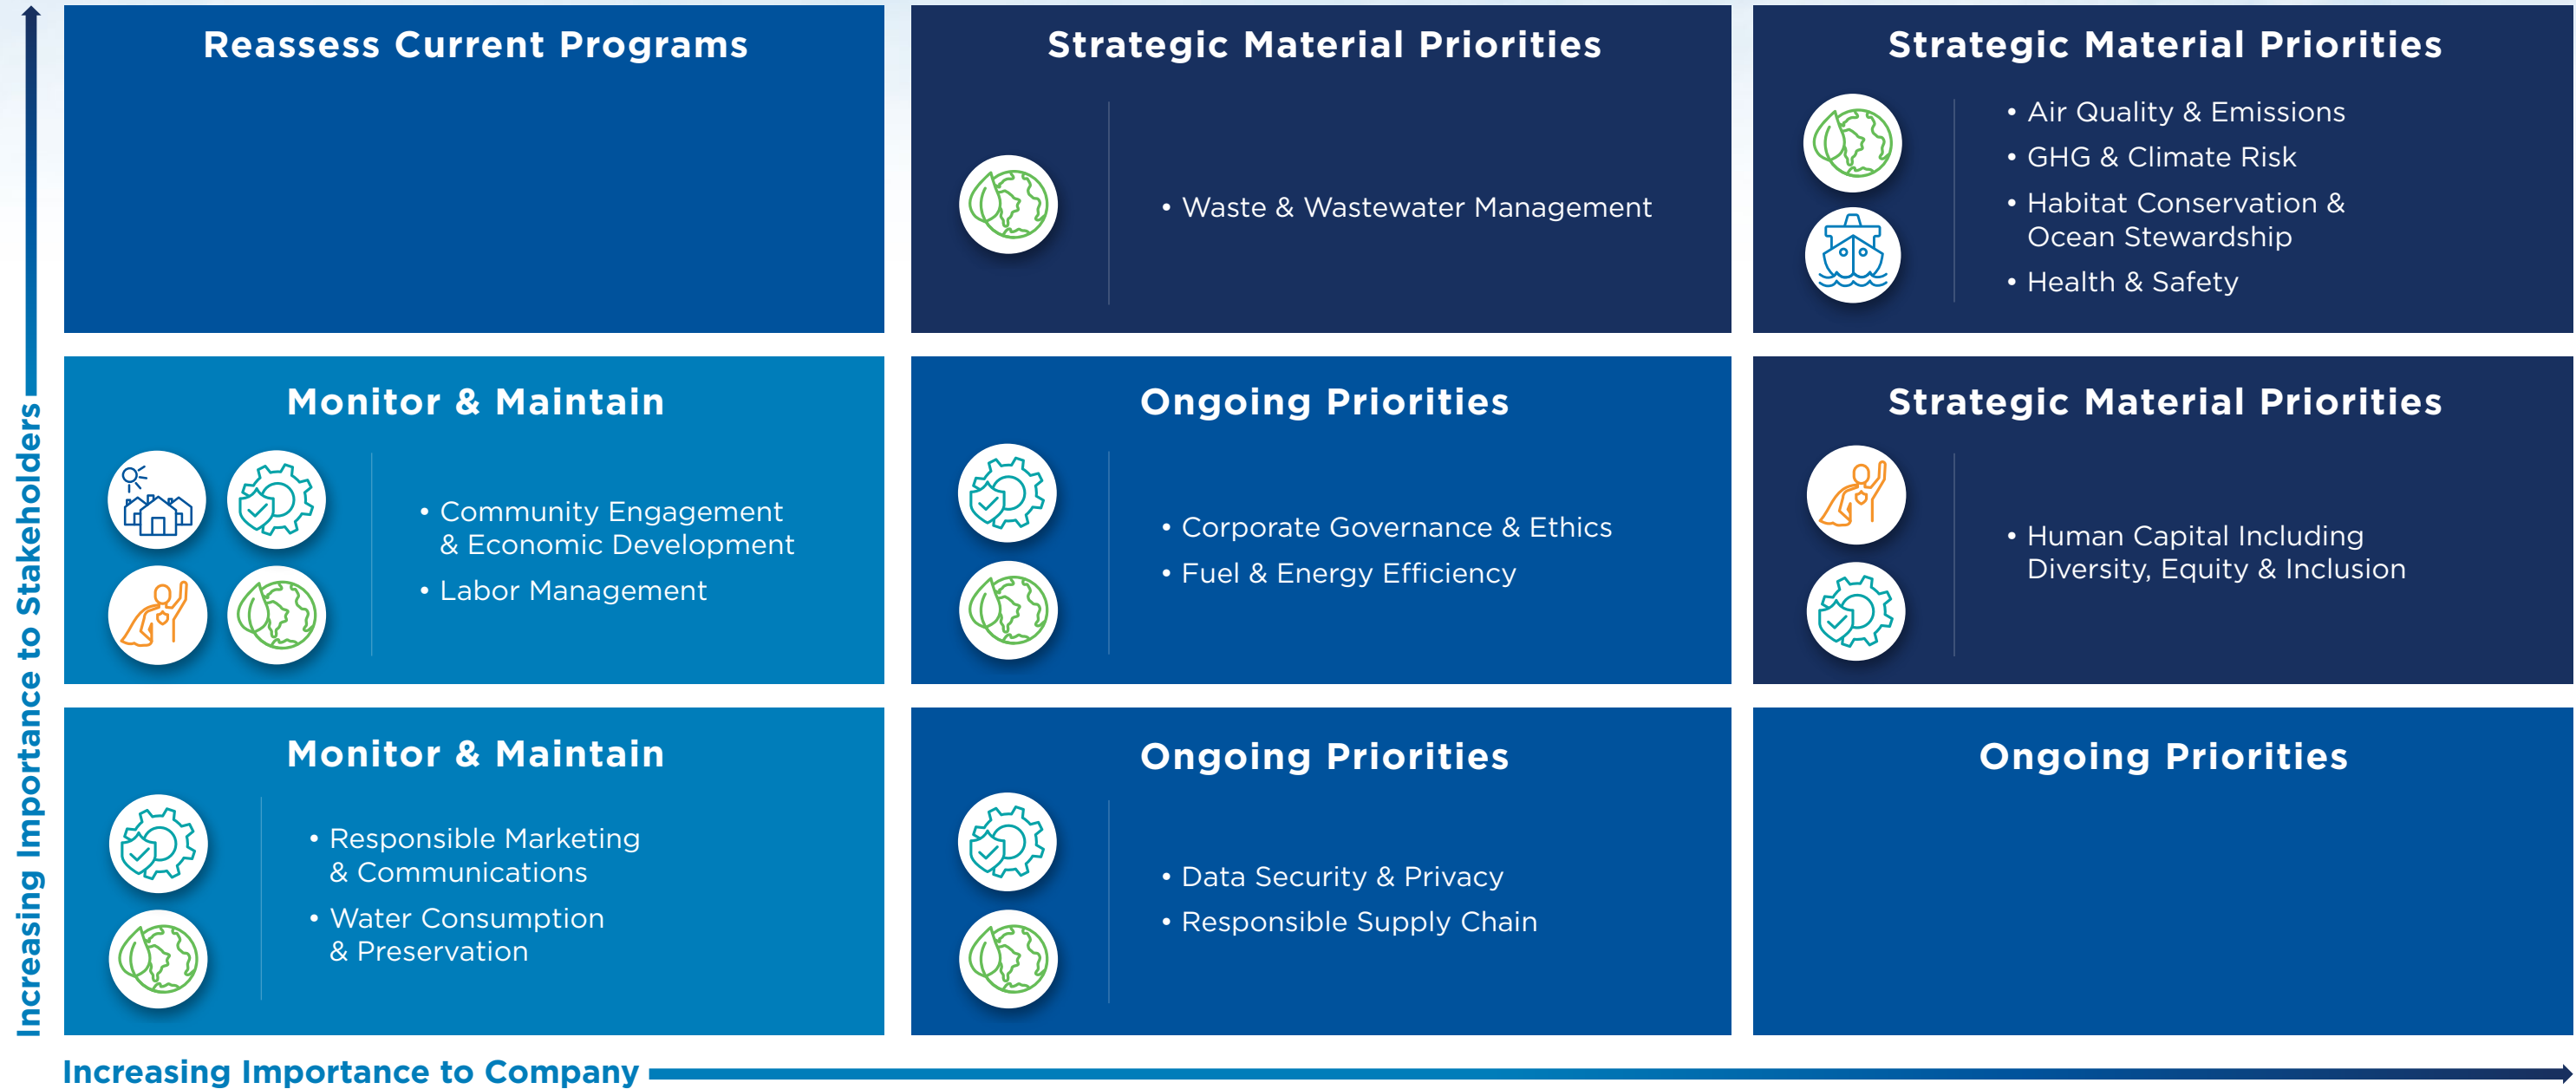 Reassess Current Programs
Strategic Material Priorities
• Waste & Wastewater Management
Strategic Material Priorities
• Air Quality & Emissions
• GHG & Climate Risk
• Habitat Conservation &
Ocean Stewardship
• Health & Safety
Monitor & Maintain
• Community Engagement
& Economic Development
• Labor Management
Ongoing Priorities
• Corporate Governance & Ethics
• Fuel & Energy Efficiency
Strategic Material Priorities
• Human Capital Including
Diversity, Equity & Inclusion
Monitor & Maintain
• Responsible Marketing
& Communications
• Water Consumption
& Preservation
Ongoing Priorities
• Data Security & Privacy
• Responsible Supply Chain
Ongoing Priorities
Increasing Importance to Stakeholders
Increasing Importance to Company